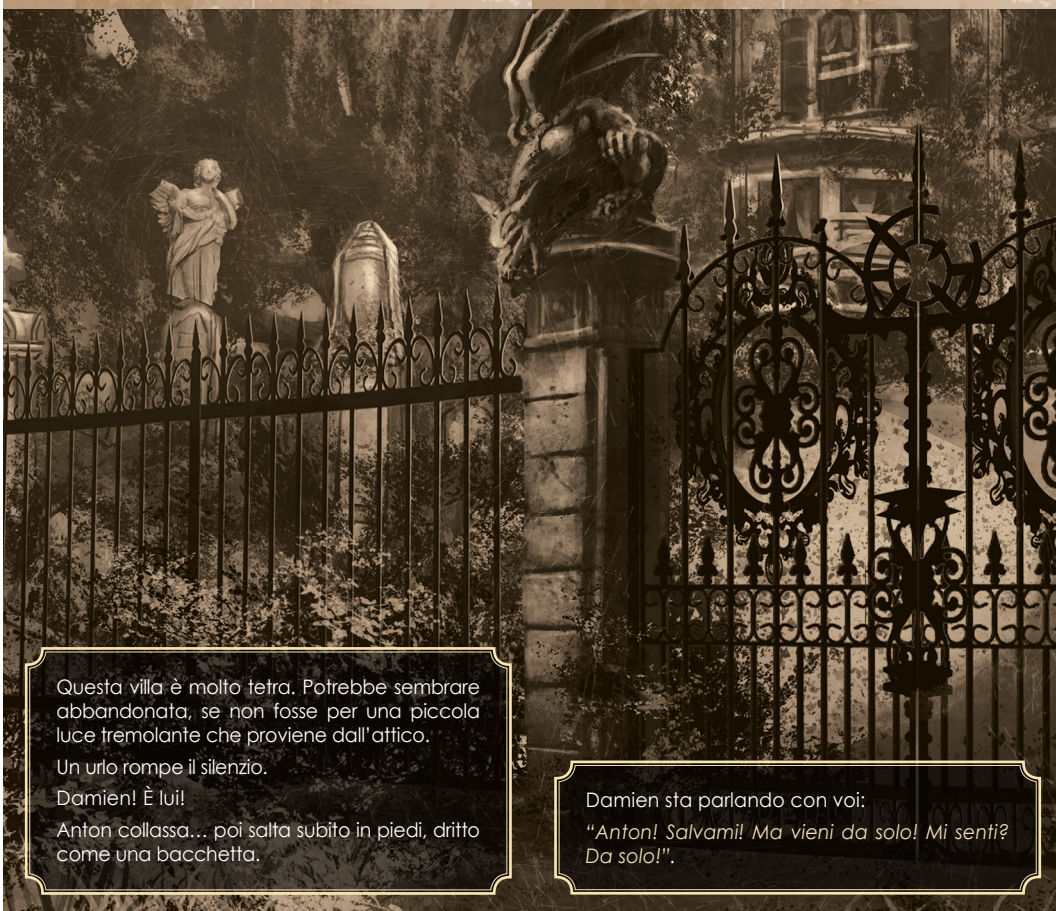 Questa villa è molto tetra. Potrebbe sembrare
abbandonata, se non fosse per una piccola
luce tremolante che proviene dall'attico.
Un urlo rompe il silenzio.
Damien! È lui!
Anton collassa... poi salta subito in piedi, dritto
come una bacchetta.
Damien sta parlando con voi:
“Anton! Salvami! Ma vieni da solo! Mi senti?
Da solo!”.